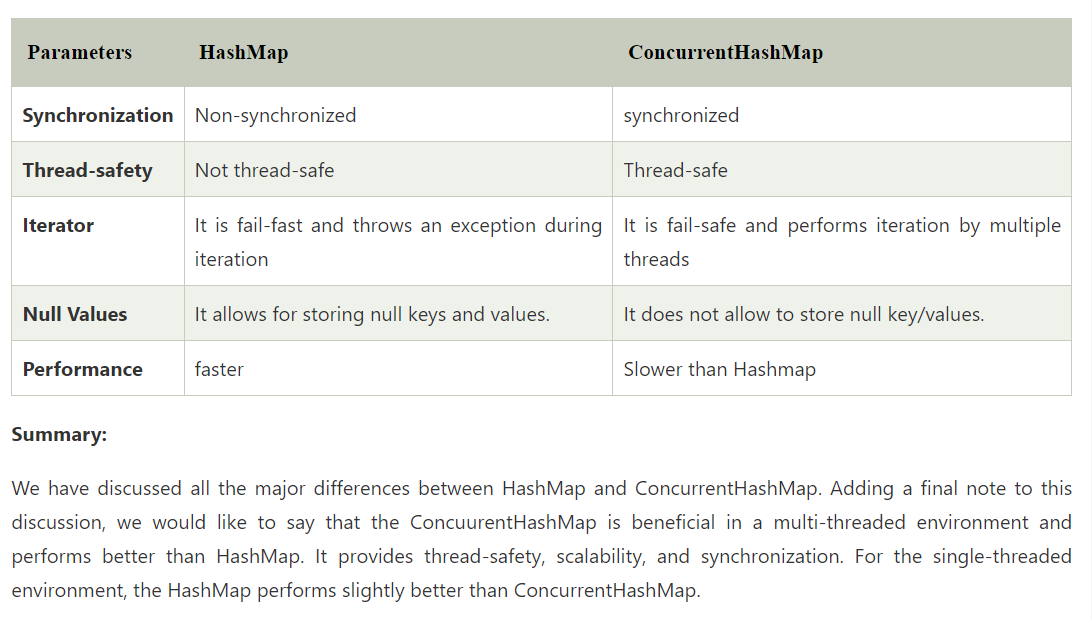 Parameters HashMap ConcurrentHashMap
Synchronization Non-synchronized synchronized
Thread-safety Not thread-safe Thread-safe
Iterator It is fail-fast and throws an exception during It is fail-safe and performs iteration by multiple
iteration threads
Null Values It allows for storing null keys and values. It does not allow to store null key/values.
Performance faster Slower than Hashmap
Summary:
We have discussed all the major differences between HashMap and ConcurrentHashMap. Adding a final note to this
discussion, we would like to say that the ConcuurentHashMap is beneficial in a multi-threaded environment and
performs better than HashMap. It provides thread-safety, scalability, and synchronization. For the single-threaded
environment, the HashMap performs slightly better than ConcurrentHashMap.